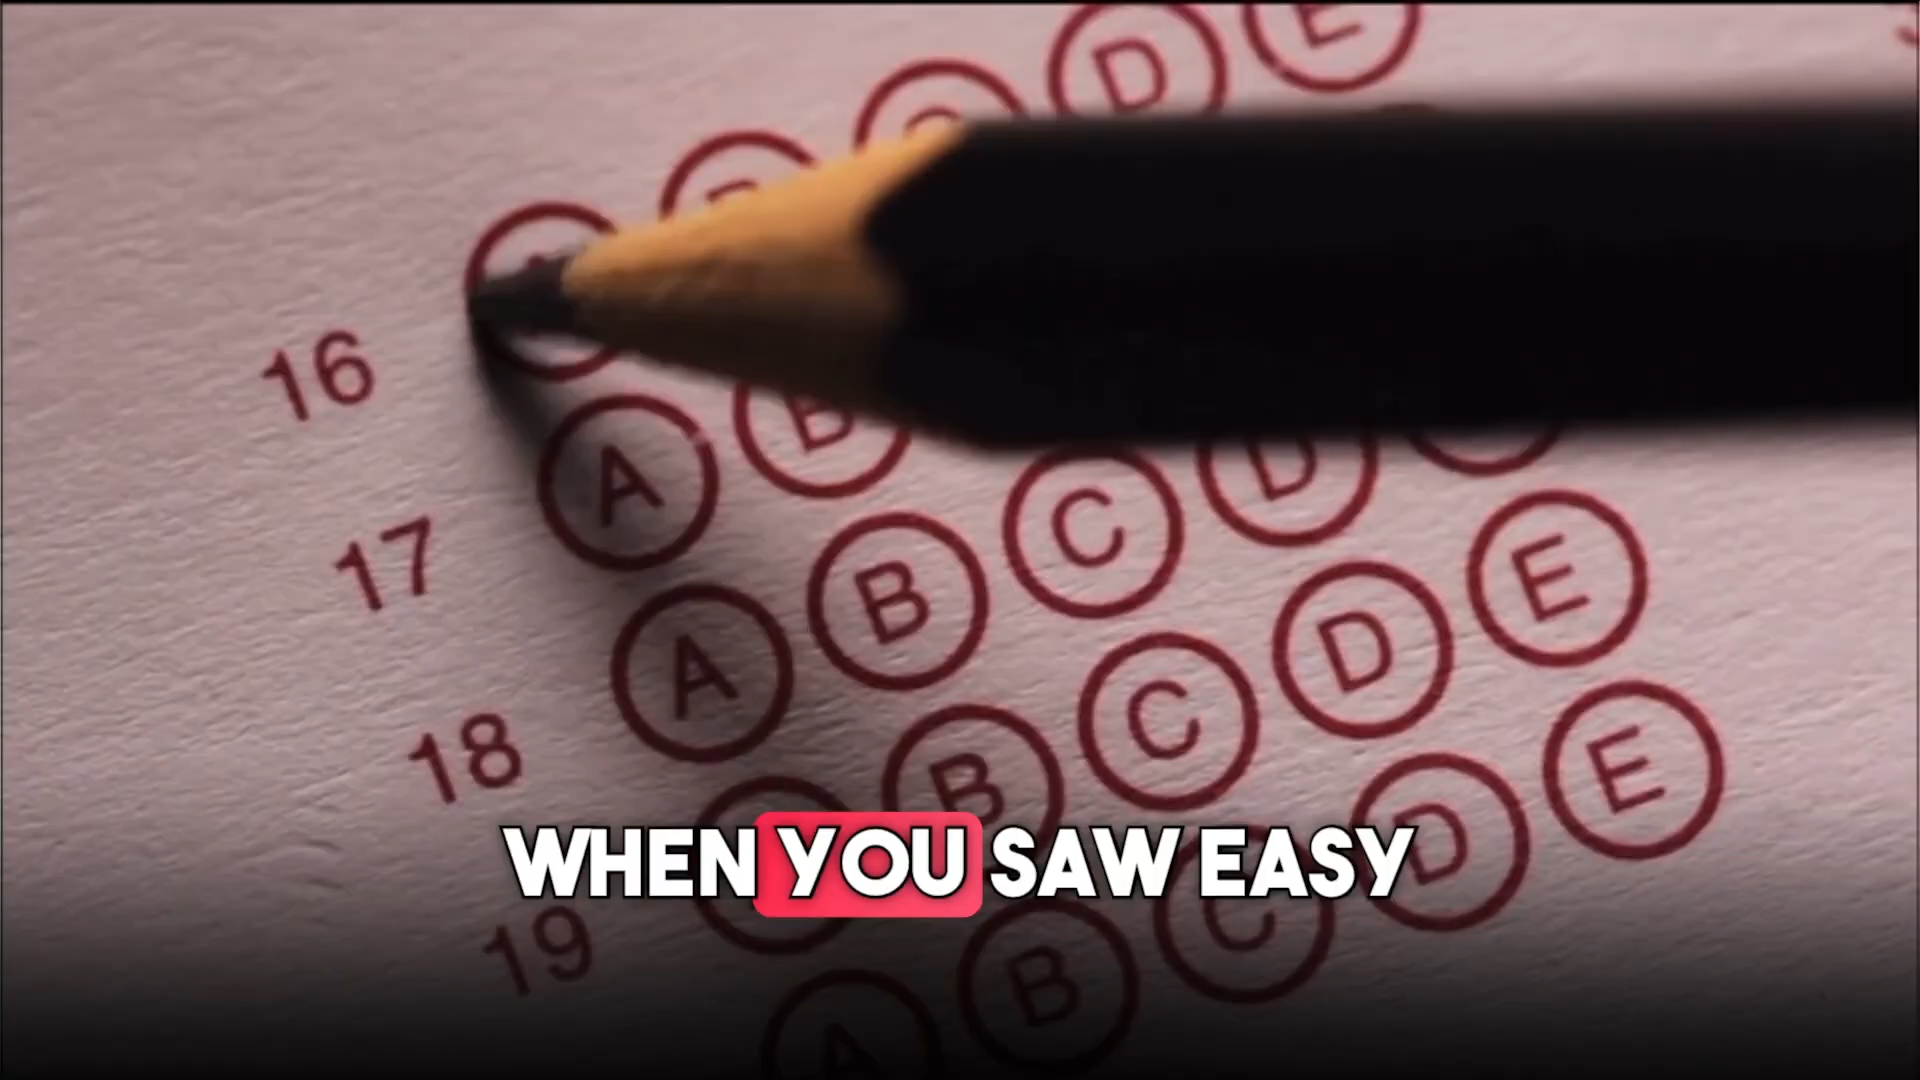 D E
16 A B
17 A B C D
18 A B C D E
19 B C D E
A B C D E
WHEN YOU SAW EASY